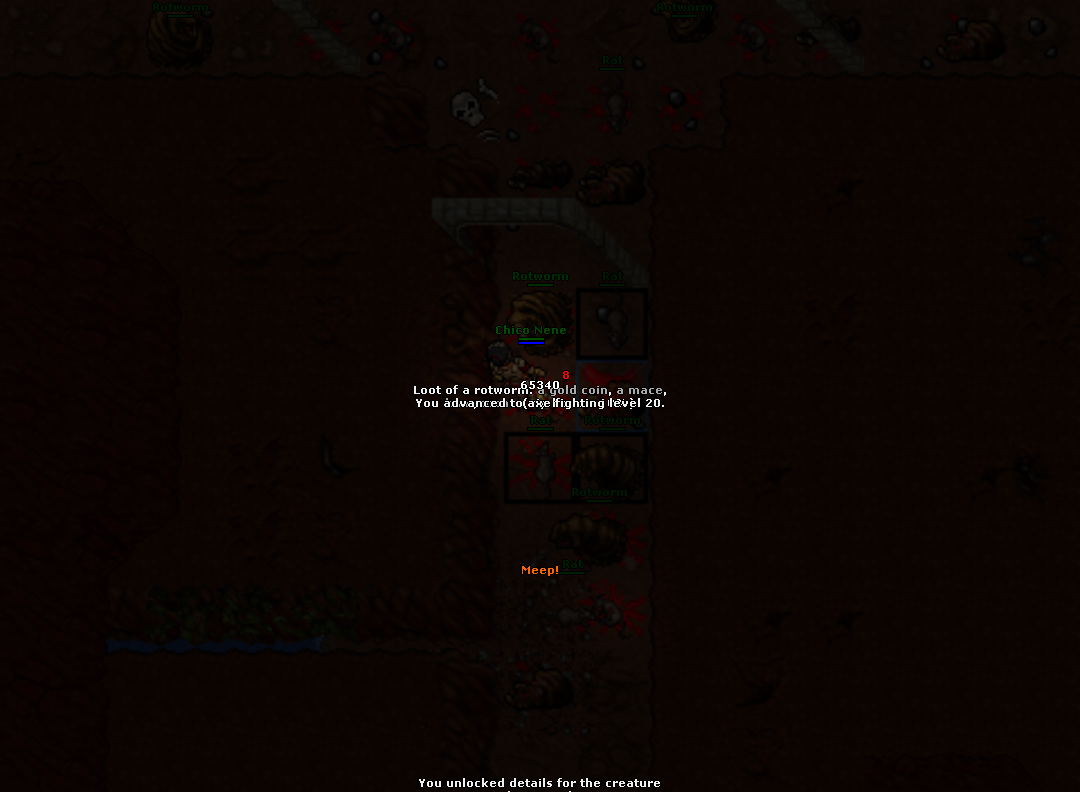 Rotworm
Rotworm
Rat
Rotworm
Rat
Chico Nene
8
65340
Loot of a rotworm: a gold coin, a mace,
You advanced to axe fighting level 20.
Rat
Rotworm
Rotworm
Rat
Meep!
You unlocked details for the creature